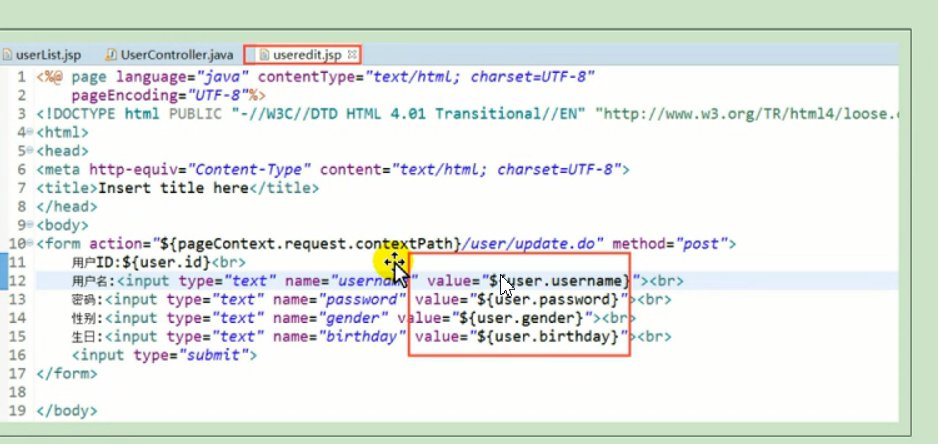 userList.jsp UserController.java useredit.jsp
1 <%@ page language="java" contentType="text/html; charset=UTF-8"
2 pageEncoding="UTF-8"%>
3 <!DOCTYPE html PUBLIC "-//W3C//DTD HTML 4.01 Transitional//EN" "http://www.w3.org/TR/html4/loose.
4 <html>
5 <head>
6 <meta http-equiv="Content-Type" content="text/html; charset=UTF-8">
7 <title>Insert title here</title>
8 </head>
9 <body>
10 <form action="${pageContext.request.contextPath}/user/update.do" method="post">
11 用户ID:${user.id}<br>
12 用户名:<input type="text" name="username" value="${user.username}"><br>
13 密码:<input type="text" name="password" value="${user.password}"><br>
14 性别:<input type="text" name="gender" value="${user.gender}"><br>
15 生日:<input type="text" name="birthday" value="${user.birthday}"><br>
16 <input type="submit">
17 </form>
18
19 </body>